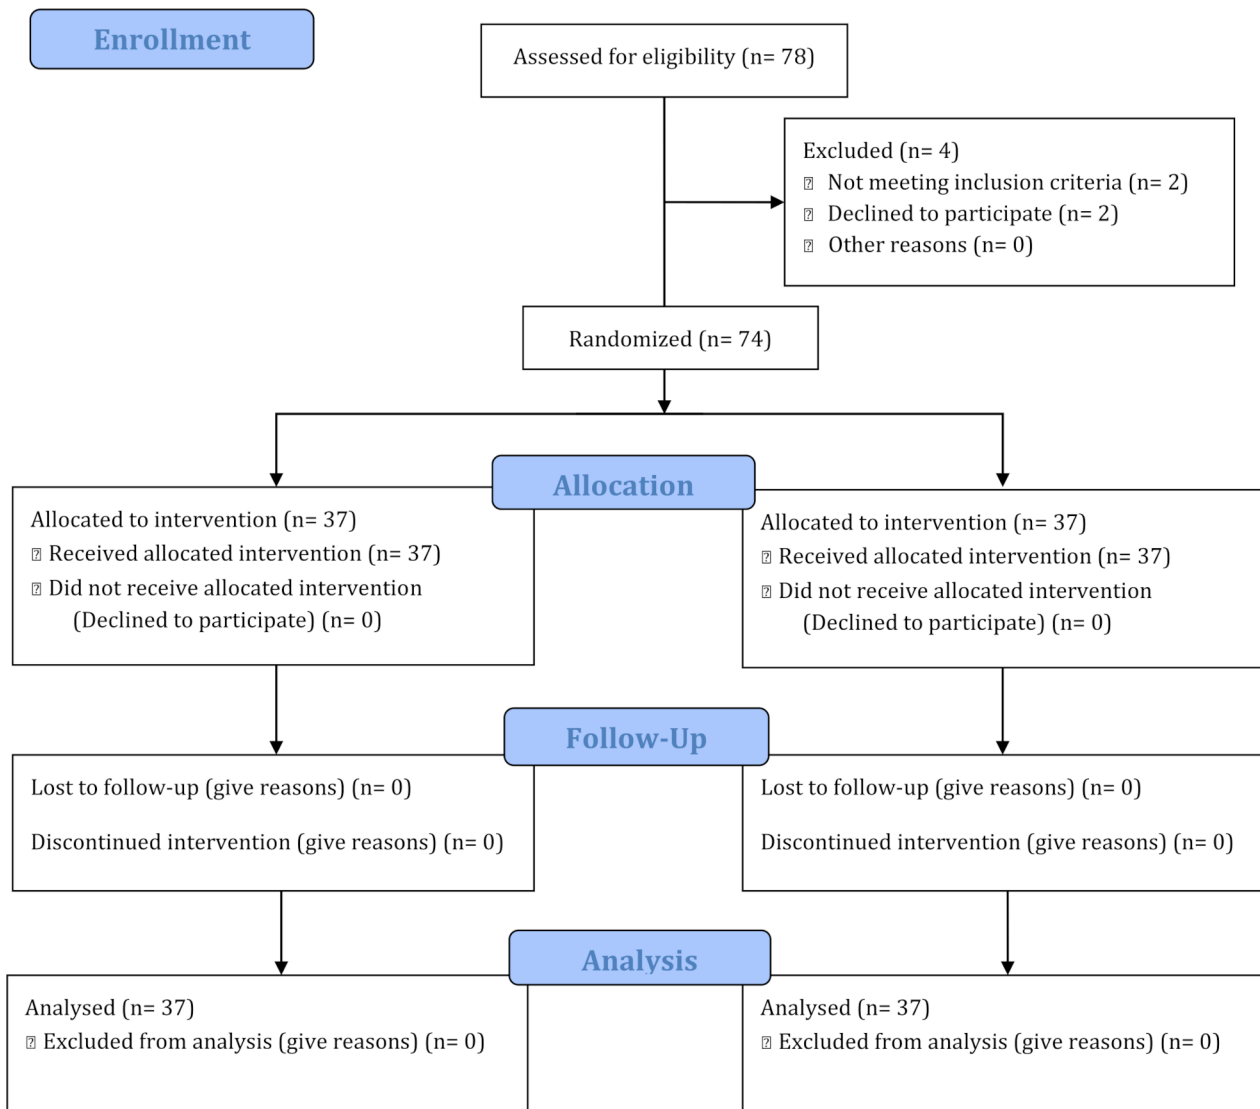 Enrollment
Assessed for eligibility (n= 78)
Excluded (n= 4)
Not meeting inclusion criteria (n= 2)
Declined to participate (n= 2)
Other reasons (n= 0)
Randomized (n= 74)
Allocation
Allocated to intervention (n= 37)
Received allocated intervention (n= 37)
Did not receive allocated intervention
(Declined to participate) (n= 0)
Allocated to intervention (n= 37)
Received allocated intervention (n= 37)
Did not receive allocated intervention
(Declined to participate) (n= 0)
Follow-Up
Lost to follow-up (give reasons) (n= 0)
Discontinued intervention (give reasons) (n= 0)
Lost to follow-up (give reasons) (n= 0)
Discontinued intervention (give reasons) (n= 0)
Analysis
Analysed (n= 37)
Excluded from analysis (give reasons) (n= 0)
Analysed (n= 37)
Excluded from analysis (give reasons) (n= 0)